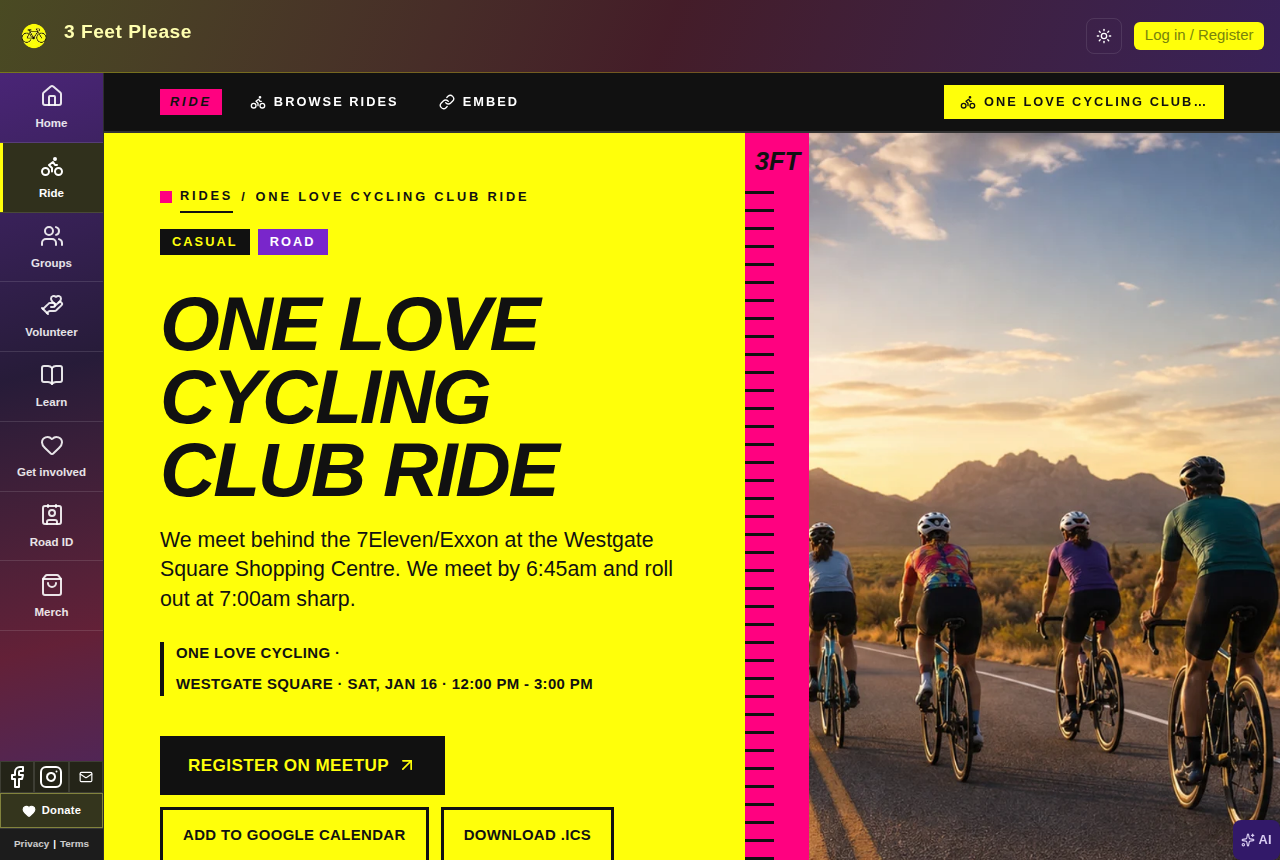 3 Feet Please
Log in / Register
RIDE
BROWSE RIDES
EMBED
ONE LOVE CYCLING CLUB…
Home
Ride
Groups
Volunteer
Learn
Get involved
Road ID
Merch
Donate
Privacy | Terms
RIDES / ONE LOVE CYCLING CLUB RIDE
CASUAL
ROAD
ONE LOVE
CYCLING
CLUB RIDE
We meet behind the 7Eleven/Exxon at the Westgate
Square Shopping Centre. We meet by 6:45am and roll
out at 7:00am sharp.
ONE LOVE CYCLING ·
WESTGATE SQUARE · SAT, JAN 16 · 12:00 PM - 3:00 PM
REGISTER ON MEETUP
ADD TO GOOGLE CALENDAR
DOWNLOAD .ICS
3FT
AI